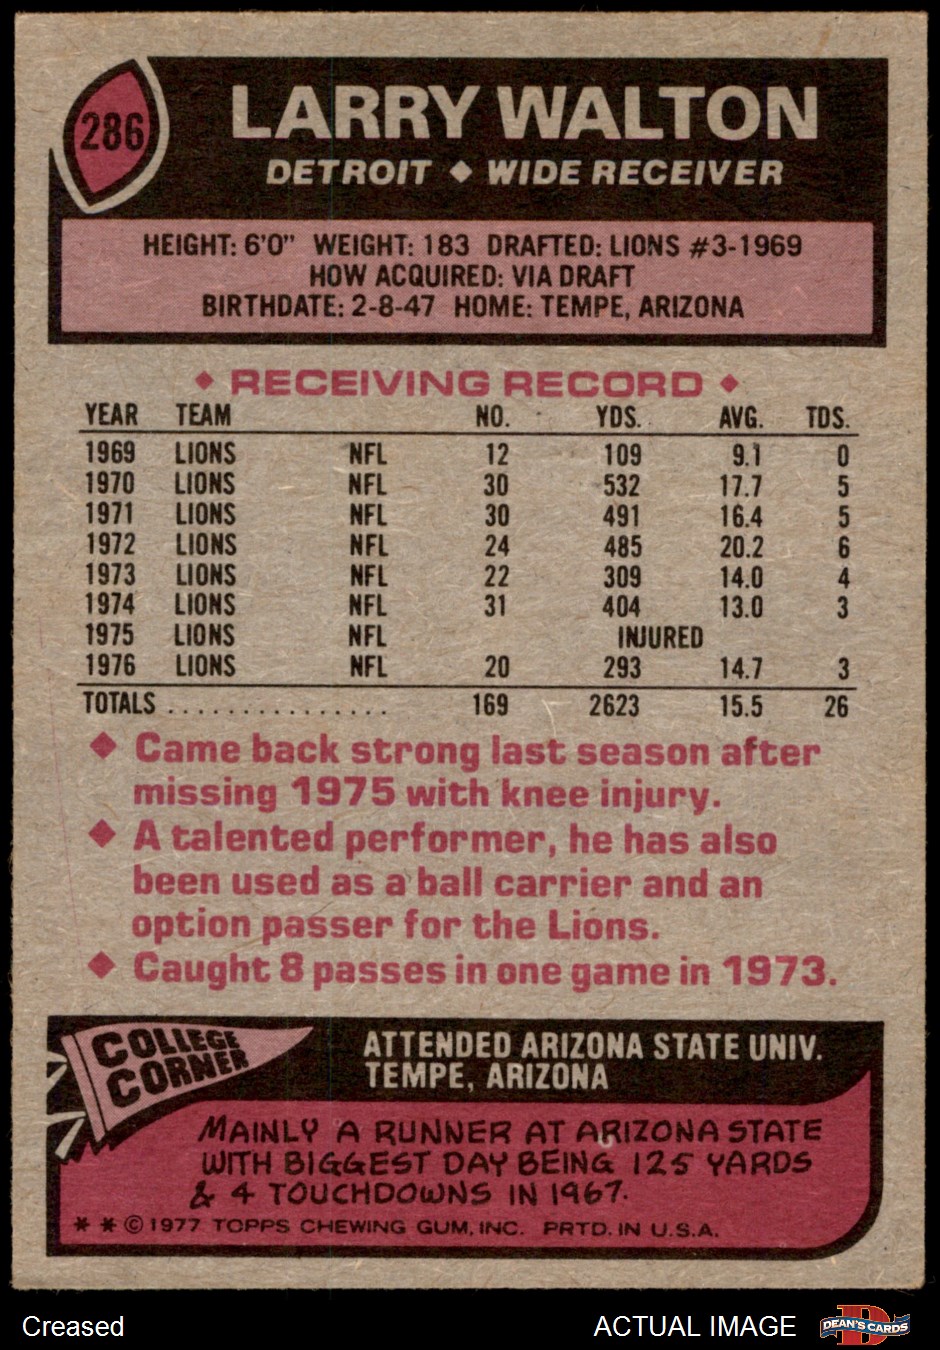 286
LARRY WALTON
DETROIT ♦ WIDE RECEIVER
HEIGHT: 6'0" WEIGHT: 183 DRAFTED: LIONS #3-1969
HOW ACQUIRED: VIA DRAFT
BIRTHDATE: 2-8-47 HOME: TEMPE, ARIZONA
♦ RECEIVING RECORD ♦
YEAR TEAM NO. YDS. AVG. TDS.
1969 LIONS NFL 12 109 9.1 0
1970 LIONS NFL 30 532 17.7 5
1971 LIONS NFL 30 491 16.4 5
1972 LIONS NFL 24 485 20.2 6
1973 LIONS NFL 22 309 14.0 4
1974 LIONS NFL 31 404 13.0 3
1975 LIONS NFL INJURED
1976 LIONS NFL 20 293 14.7 3
TOTALS . . . . . . . . . . . . . . . 169 2623 15.5 26
♦ Came back strong last season after
missing 1975 with knee injury.
♦ A talented performer, he has also
been used as a ball carrier and an
option passer for the Lions.
♦ Caught 8 passes in one game in 1973.
COLLEGE
CORNER
ATTENDED ARIZONA STATE UNIV.
TEMPE, ARIZONA
MAINLY A RUNNER AT ARIZONA STATE
WITH BIGGEST DAY BEING 125 YARDS
& 4 TOUCHDOWNS IN 1967.
* * © 1977 TOPPS CHEWING GUM, INC. PRTD. IN U.S.A.
Creased
ACTUAL IMAGE
D
DEAN'S CARDS